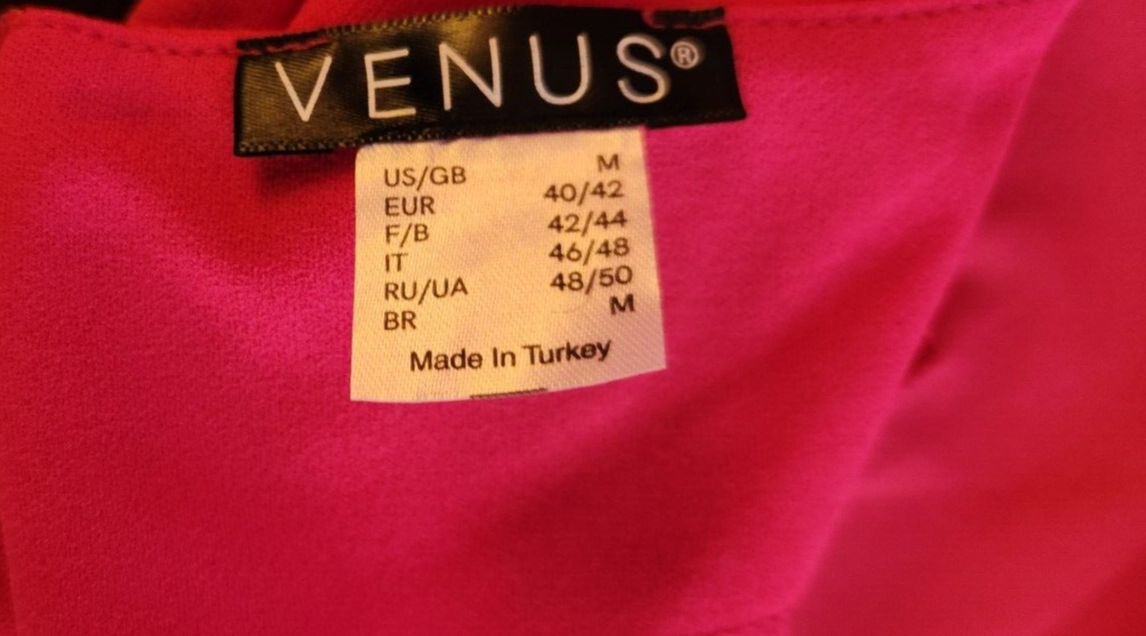 VENUS®
US/GB M
EUR 40/42
F/B 42/44
IT 46/48
RU/UA 48/50
BR M
Made In Turkey